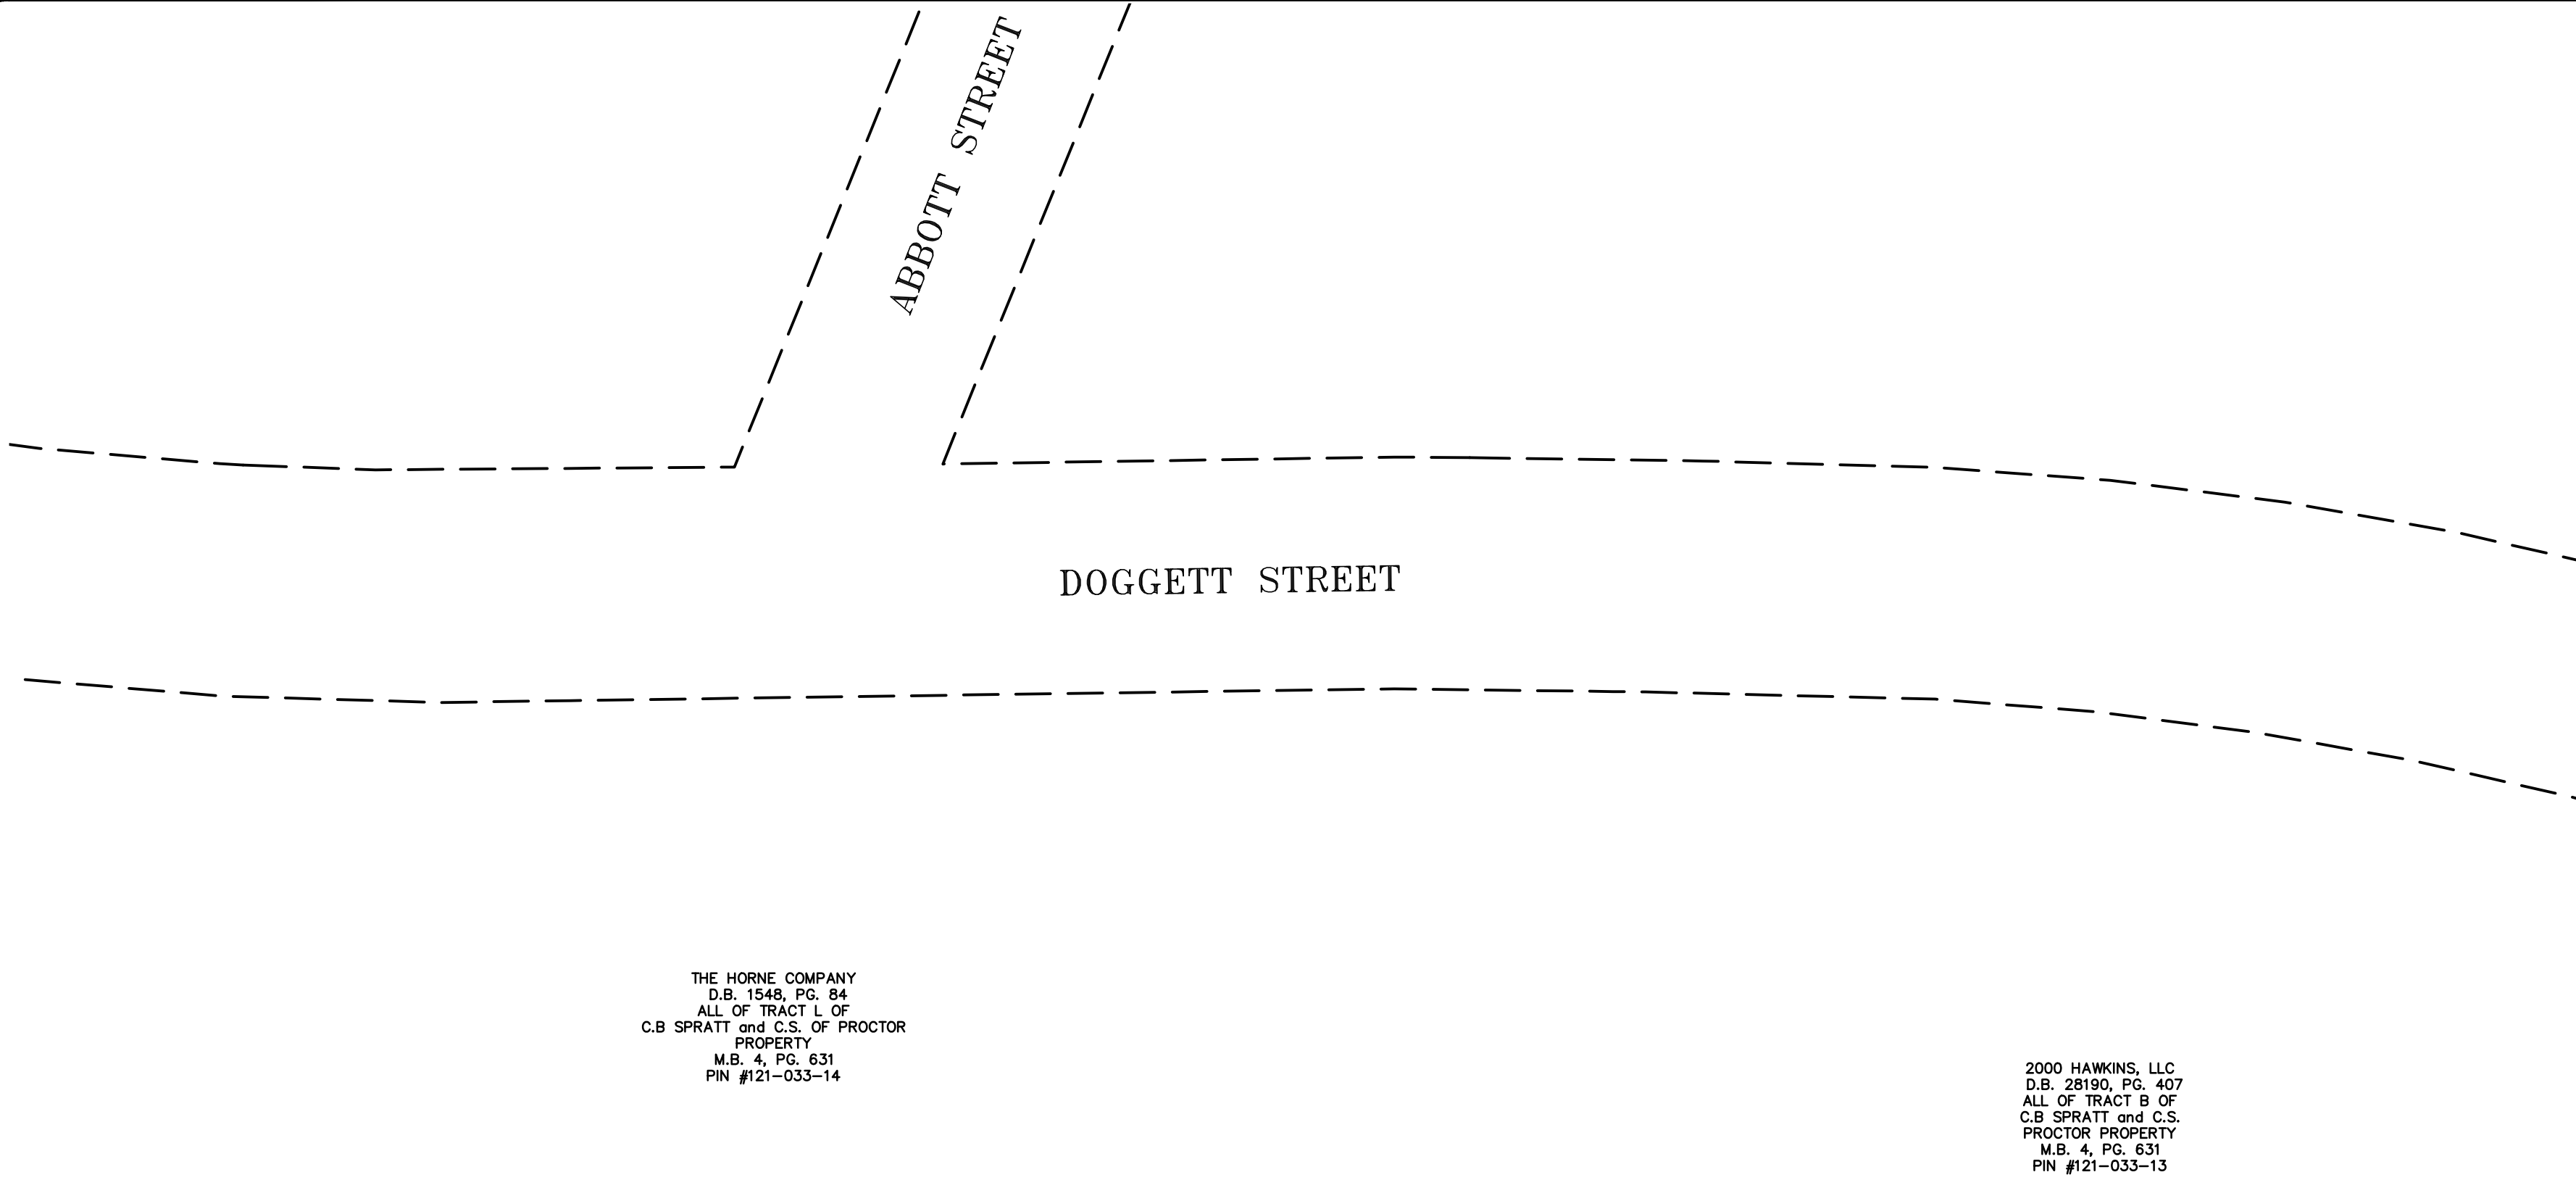 ABBOTT STREET
DOGGETT STREET
THE HORNE COMPANY
D.B. 1548, PG. 84
ALL OF TRACT L OF
C.B SPRATT and C.S. OF PROCTOR
PROPERTY
M.B. 4, PG. 631
PIN #121-033-14
2000 HAWKINS, LLC
D.B. 28190, PG. 407
ALL OF TRACT B OF
C.B SPRATT and C.S.
PROCTOR PROPERTY
M.B. 4, PG. 631
PIN #121-033-13